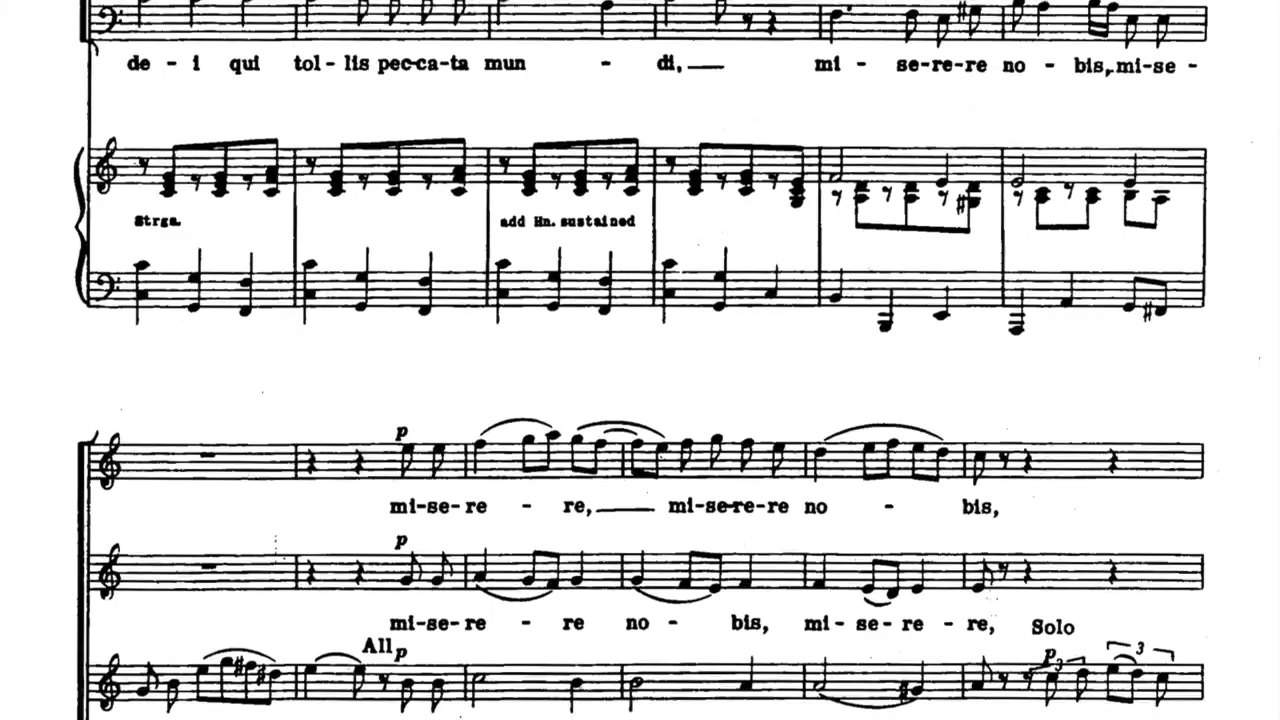 de - i qui tol - lis pec-ca-ta mun - di, mi - se-re-re no - bis, mi-se -
Strgs.
add Hn. sustained
p
mi-se-re - re, mi-se-re-re no - bis,
p
mi-se-re - re no - bis, mi-se-re - re, Solo
All p
p 3 3